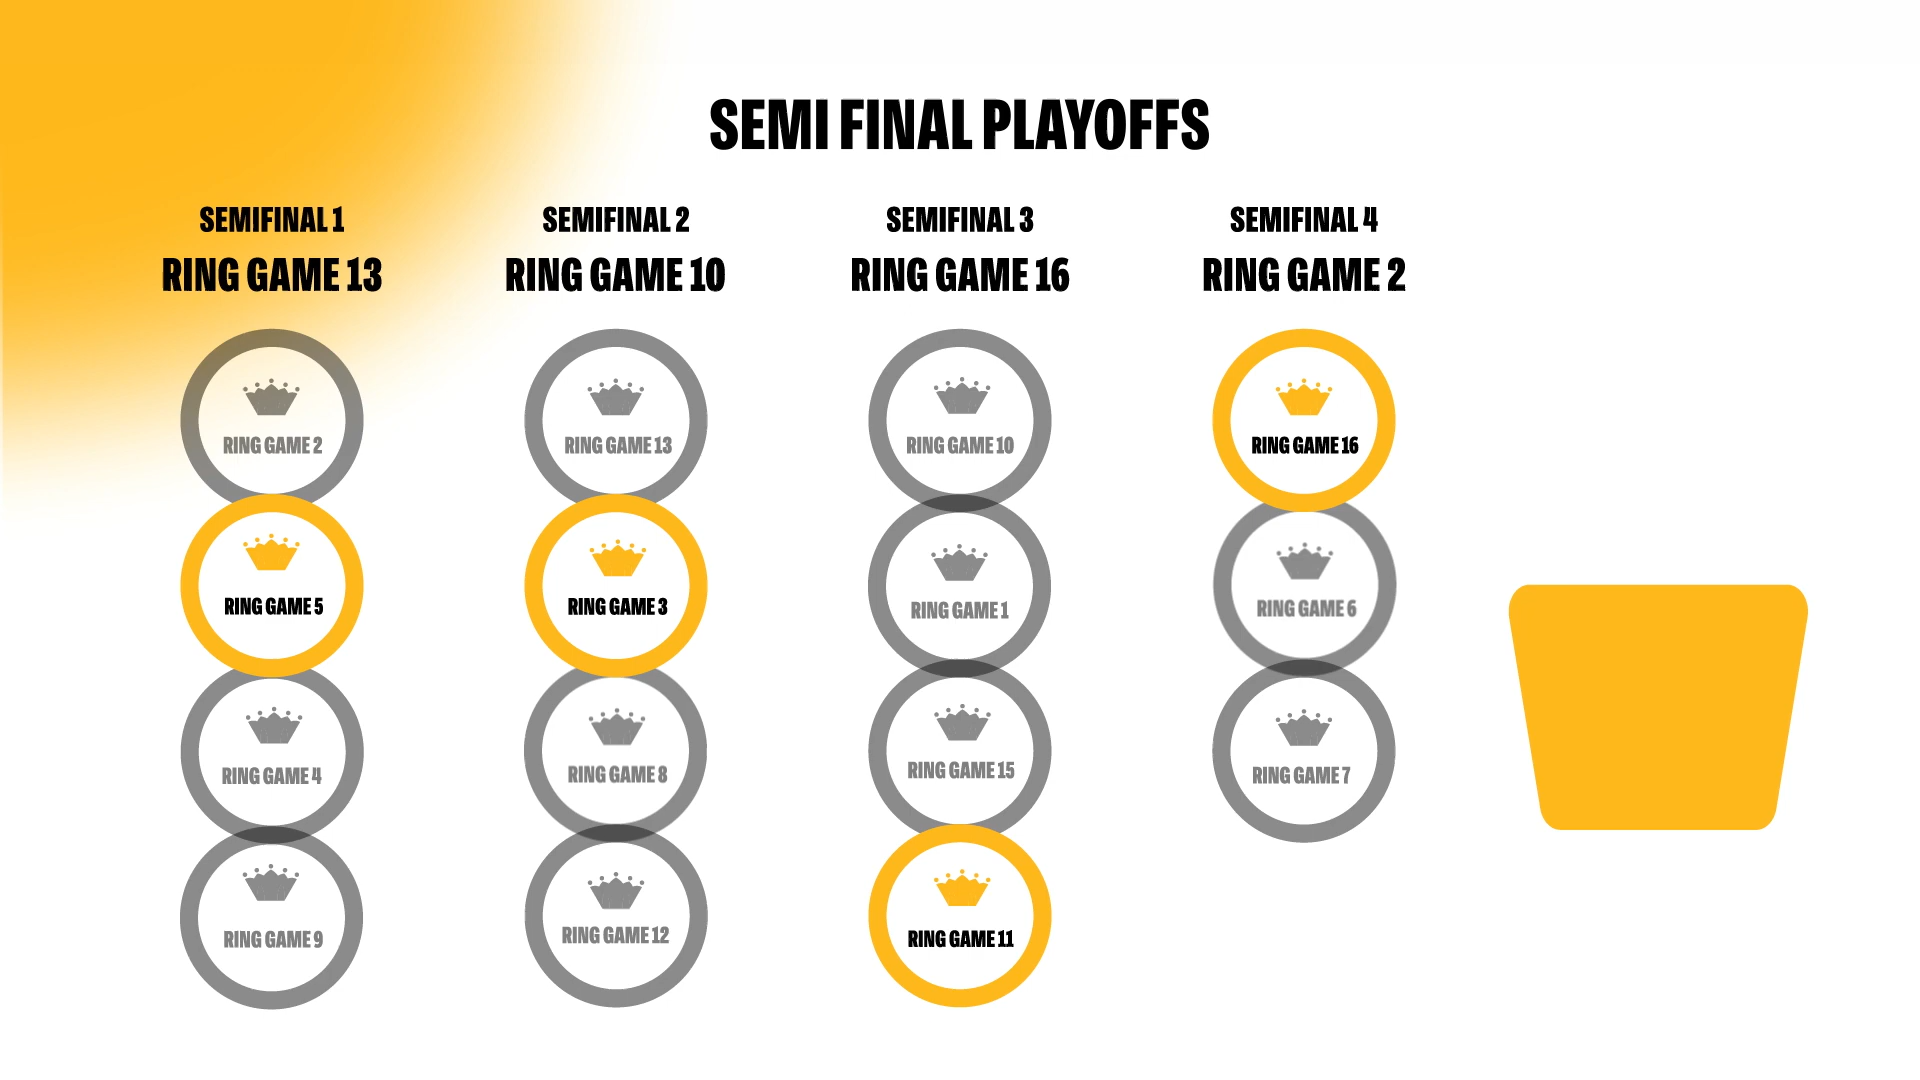 SEMI FINAL PLAYOFFS
SEMIFINAL 1
RING GAME 13
RING GAME 2
RING GAME 5
RING GAME 4
RING GAME 9
SEMIFINAL 2
RING GAME 10
RING GAME 13
RING GAME 3
RING GAME 8
RING GAME 12
SEMIFINAL 3
RING GAME 16
RING GAME 10
RING GAME 1
RING GAME 15
RING GAME 11
SEMIFINAL 4
RING GAME 2
RING GAME 16
RING GAME 6
RING GAME 7